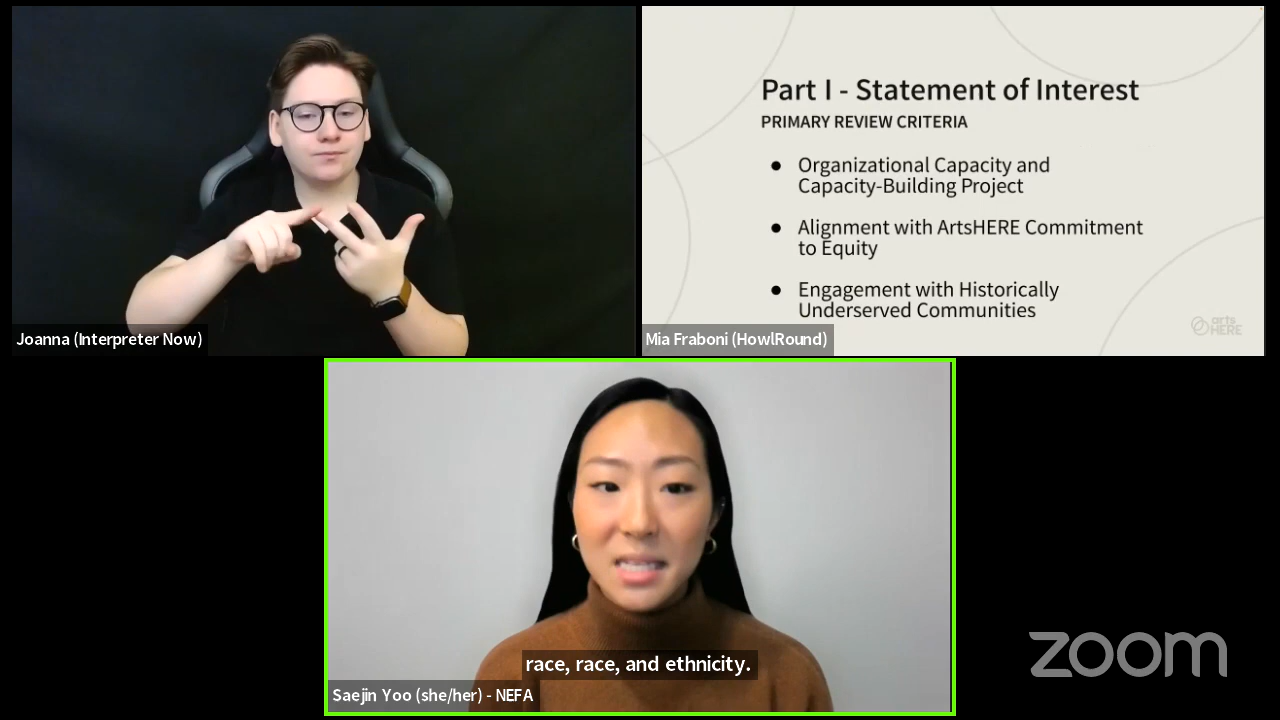 Joanna (Interpreter Now)
Part I - Statement of Interest
PRIMARY REVIEW CRITERIA
● Organizational Capacity and
Capacity-Building Project
● Alignment with ArtsHERE Commitment
to Equity
● Engagement with Historically
Underserved Communities
arts
HERE
Mia Fraboni (HowlRound)
race, race, and ethnicity.
Saejin Yoo (she/her) - NEFA
zoom